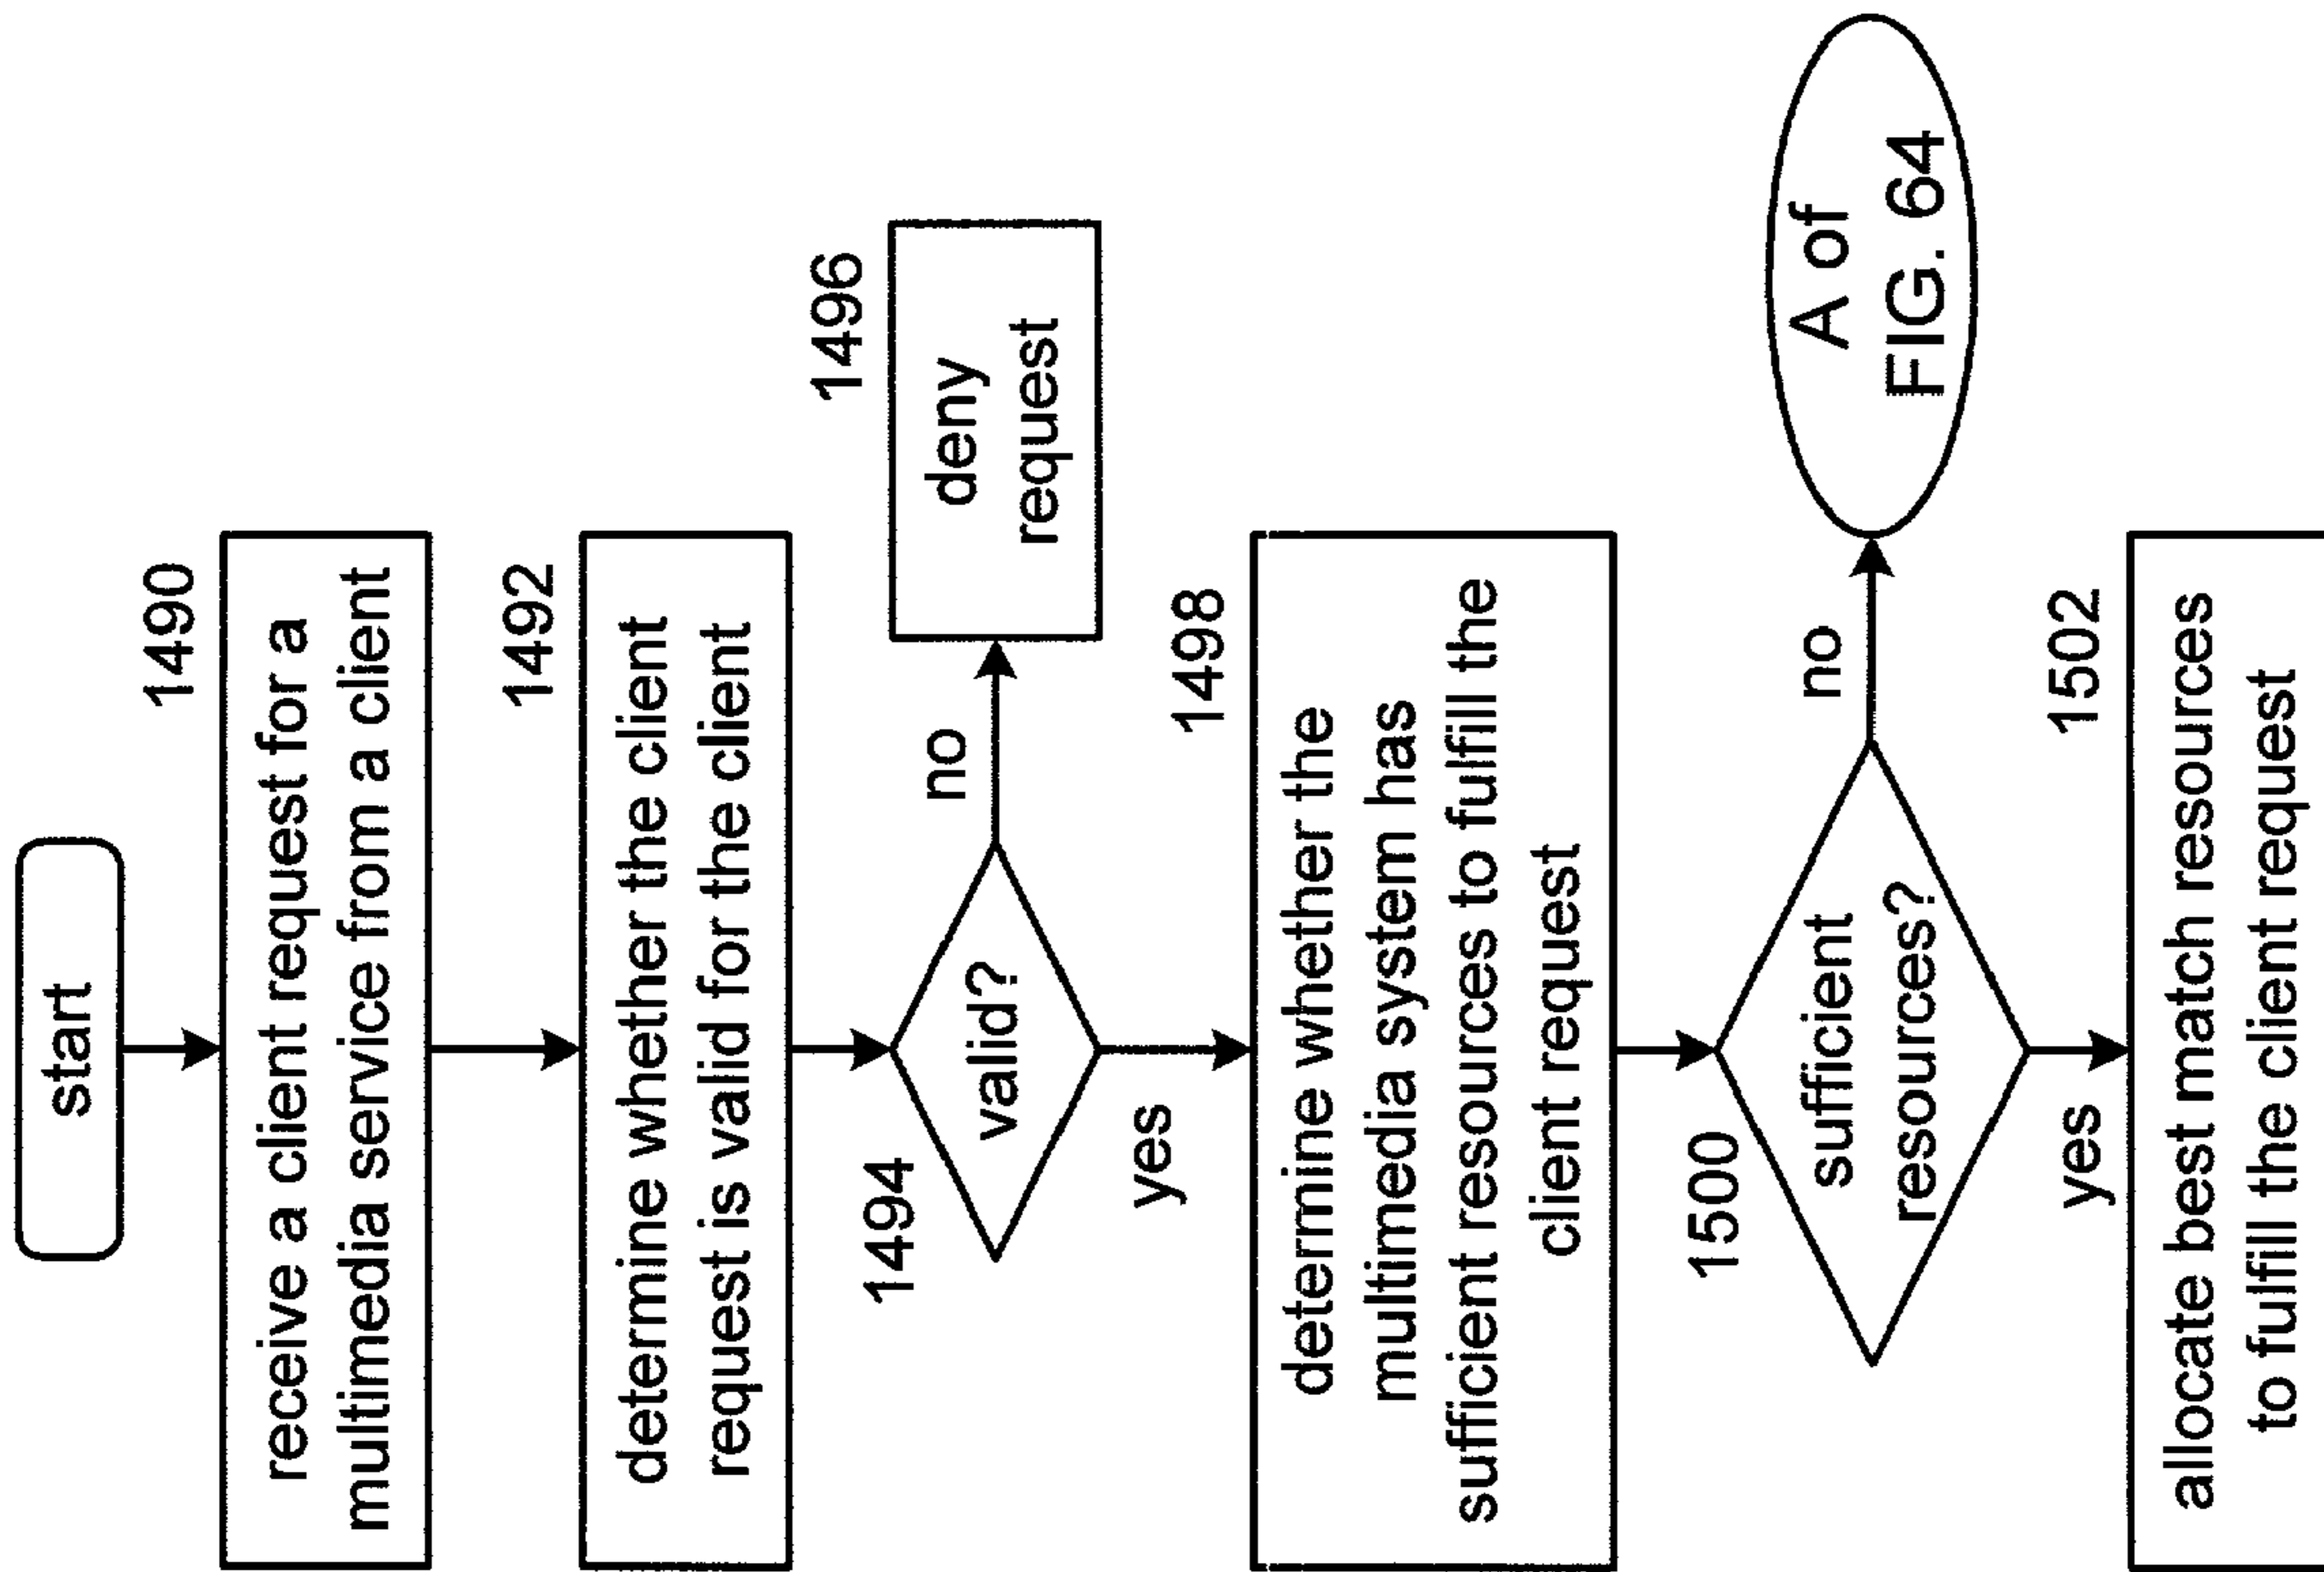 start
1490
receive a client request for a
multimedia service from a client
1492
determine whether the client
request is valid for the client
1494
valid?
no
1496
deny
request
yes
1498
determine whether the
multimedia system has
sufficient resources to fulfill the
client request
1500
sufficient
resources?
no
A of
FIG. 64
yes
1502
allocate best match resources
to fulfill the client request